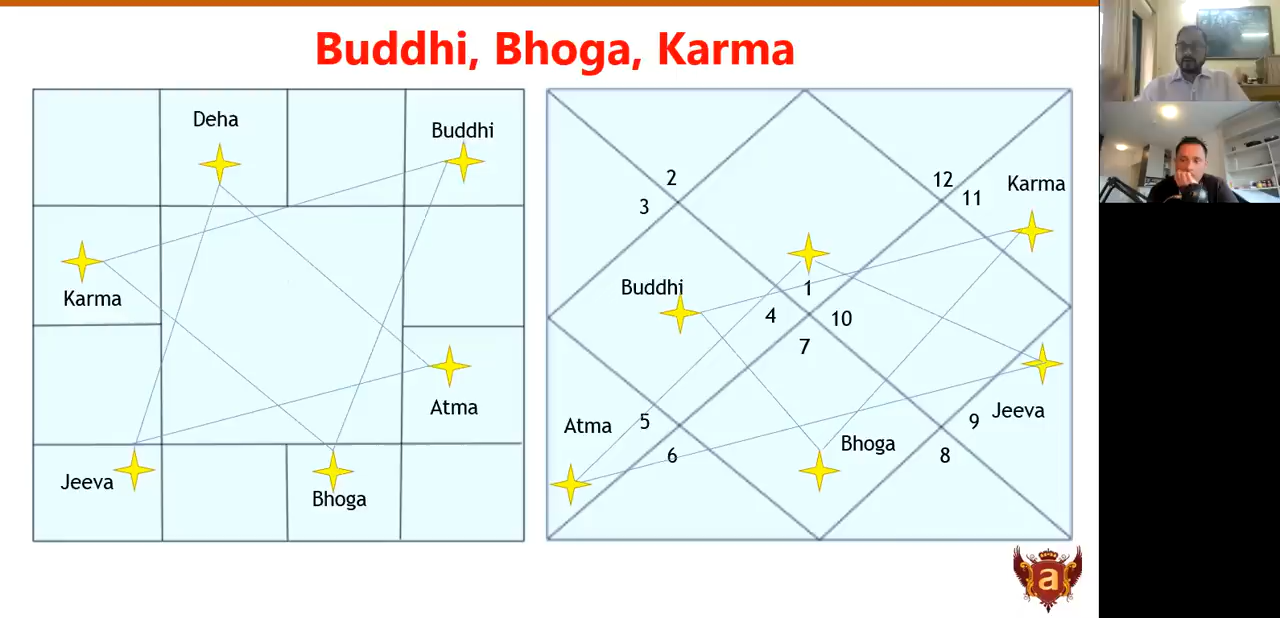 Buddhi, Bhoga, Karma
Deha
Buddhi
Karma
Atma
Jeeva
Bhoga
2
3
12
11
Karma
Buddhi
1
4
10
7
Atma
5
6
9
Jeeva
Bhoga
8
a